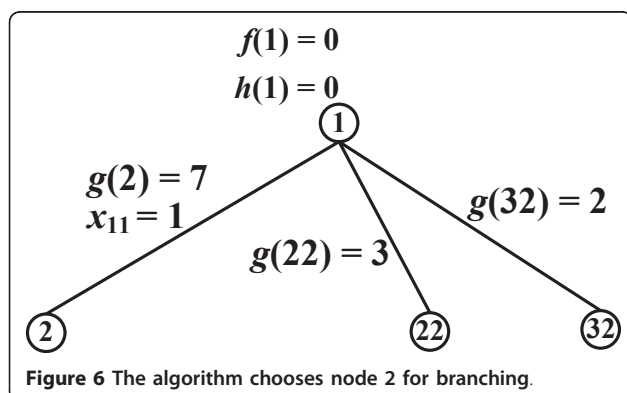 f(1) = 0
h(1) = 0
1
g(2) = 7
x₁₁ = 1
g(32) = 2
g(22) = 3
2
22
32
Figure 6 The algorithm chooses node 2 for branching.